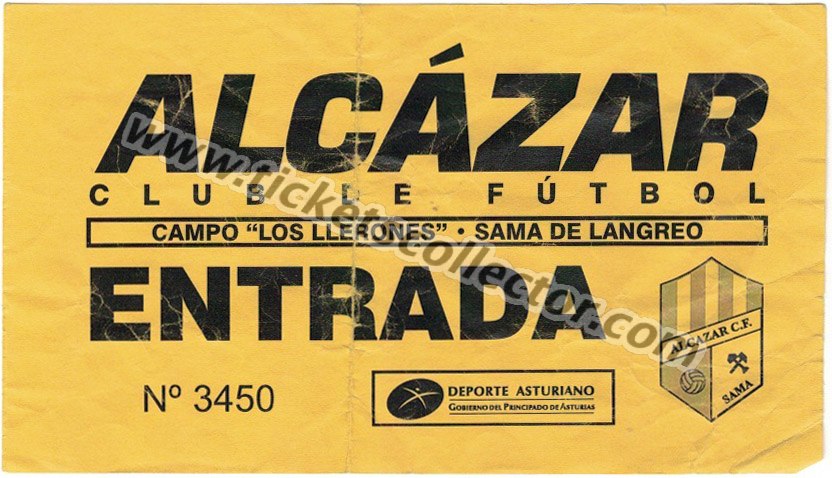 ALCÁZAR
CLUB DE FÚTBOL
CAMPO "LOS LLERONES" · SAMA DE LANGREO
ENTRADA
Nº 3450
DEPORTE ASTURIANO
GOBIERNO DEL PRINCIPADO DE ASTURIAS
ALCAZAR C.F.
SAMA
www.ticketscollector.com